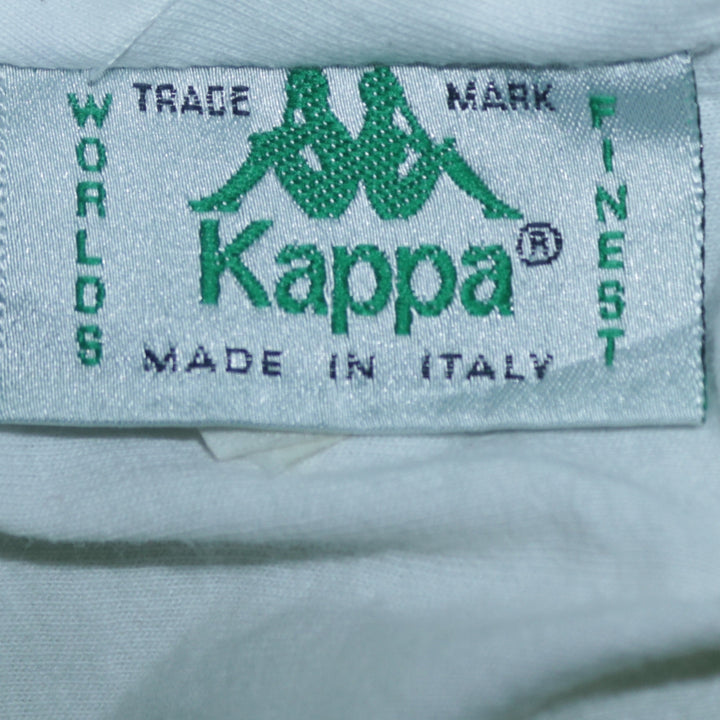 TRADE MARK
WORLDS
Kappa®
FINEST
MADE IN ITALY